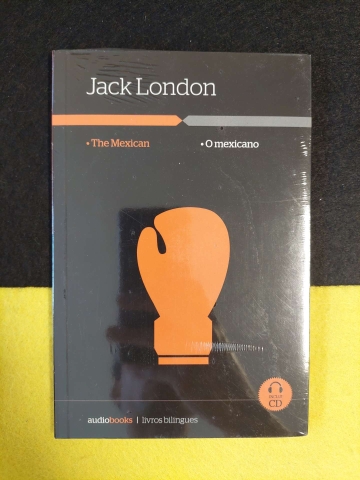 Jack London
• The Mexican
• O mexicano
CD
audiobooks | livros bilingues